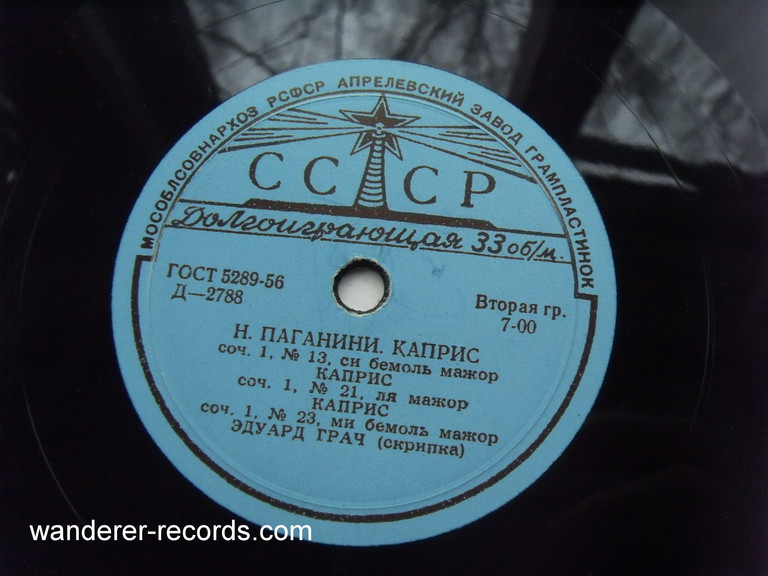 МОСОБЛСОВНАРХОЗ РСФСР АПРЕЛЕВСКИЙ ЗАВОД ГРАМПЛАСТИНОК
СССР
Долгоиграющая 33 об/м.
ГОСТ 5289-56
Д—2788
Вторая гр.
7-00
Н. ПАГАНИНИ. КАПРИС
соч. 1, № 13, си бемоль мажор
КАПРИС
соч. 1, № 21, ля мажор
КАПРИС
соч. 1, № 23, ми бемоль мажор
ЭДУАРД ГРАЧ (скрипка)
wanderer-records.com